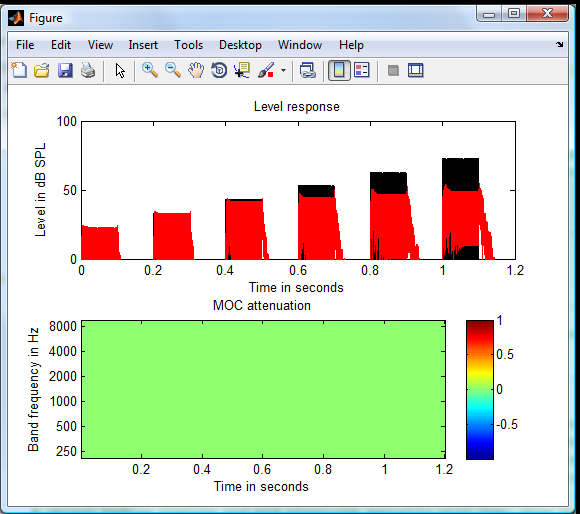 Figure
File Edit View Insert Tools Desktop Window Help
Level response
Level in dB SPL
100
50
0
0 0.2 0.4 0.6 0.8 1 1.2
Time in seconds
MOC attenuation
Band frequency in Hz
8000
4000
2000
1000
500
250
0.2 0.4 0.6 0.8 1 1.2
Time in seconds
1
0.5
0
-0.5